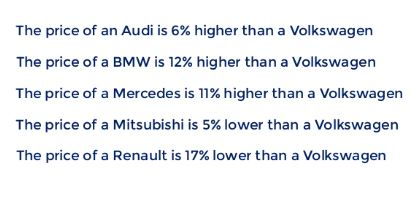 The price of an Audi is 6% higher than a Volkswagen
The price of a BMW is 12% higher than a Volkswagen
The price of a Mercedes is 11% higher than a Volkswagen
The price of a Mitsubishi is 5% lower than a Volkswagen
The price of a Renault is 17% lower than a Volkswagen